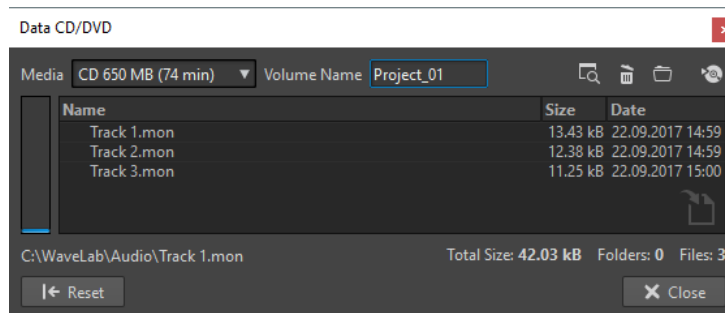 Data CD/DVD
Media CD 650 MB (74 min) Volume Name Project_01
Name Size Date
Track 1.mon 13.43 kB 22.09.2017 14:59
Track 2.mon 12.38 kB 22.09.2017 14:59
Track 3.mon 11.25 kB 22.09.2017 15:00
C:\WaveLab\Audio\Track 1.mon Total Size: 42.03 kB Folders: 0 Files: 3
Reset Close